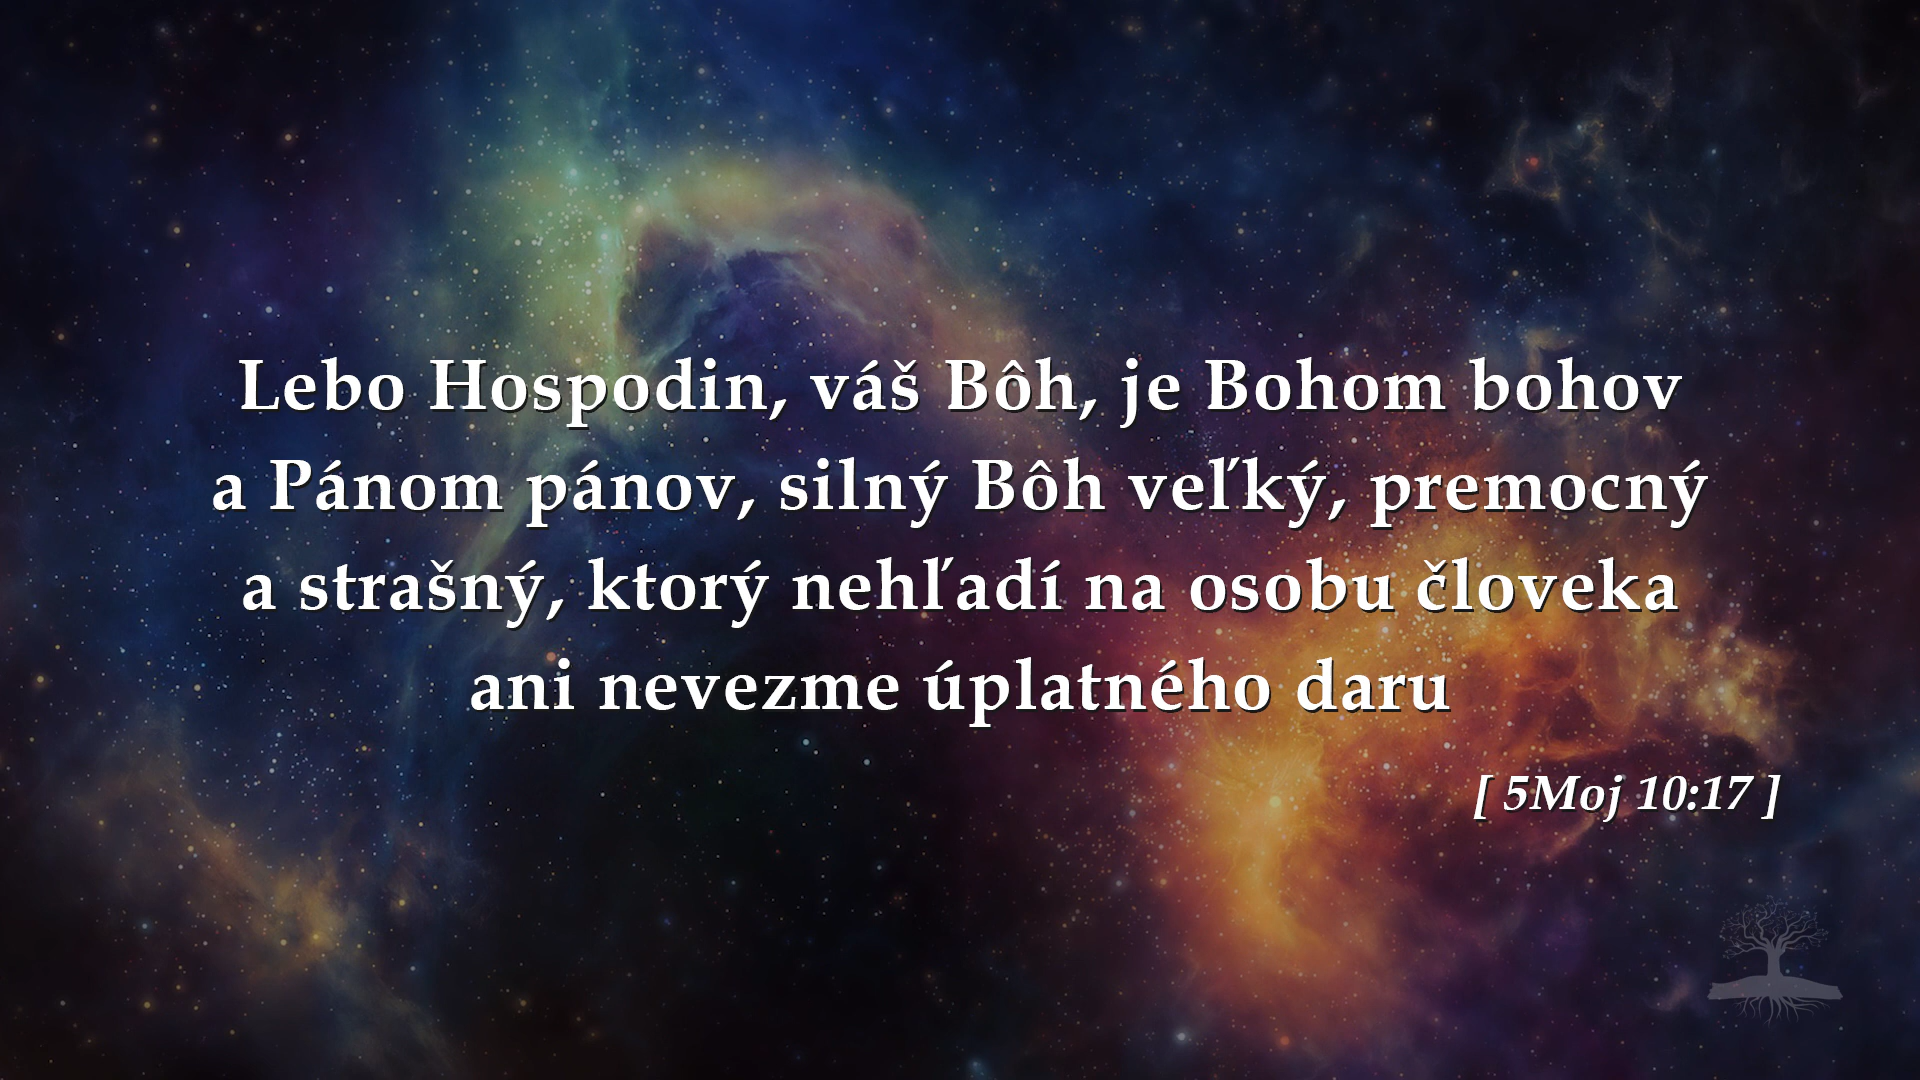 Lebo Hospodin, váš Bôh, je Bohom bohov
a Pánom pánov, silný Bôh veľký, premocný
a strašný, ktorý nehľadí na osobu človeka
ani nevezme úplatného daru
[ 5Moj 10:17 ]